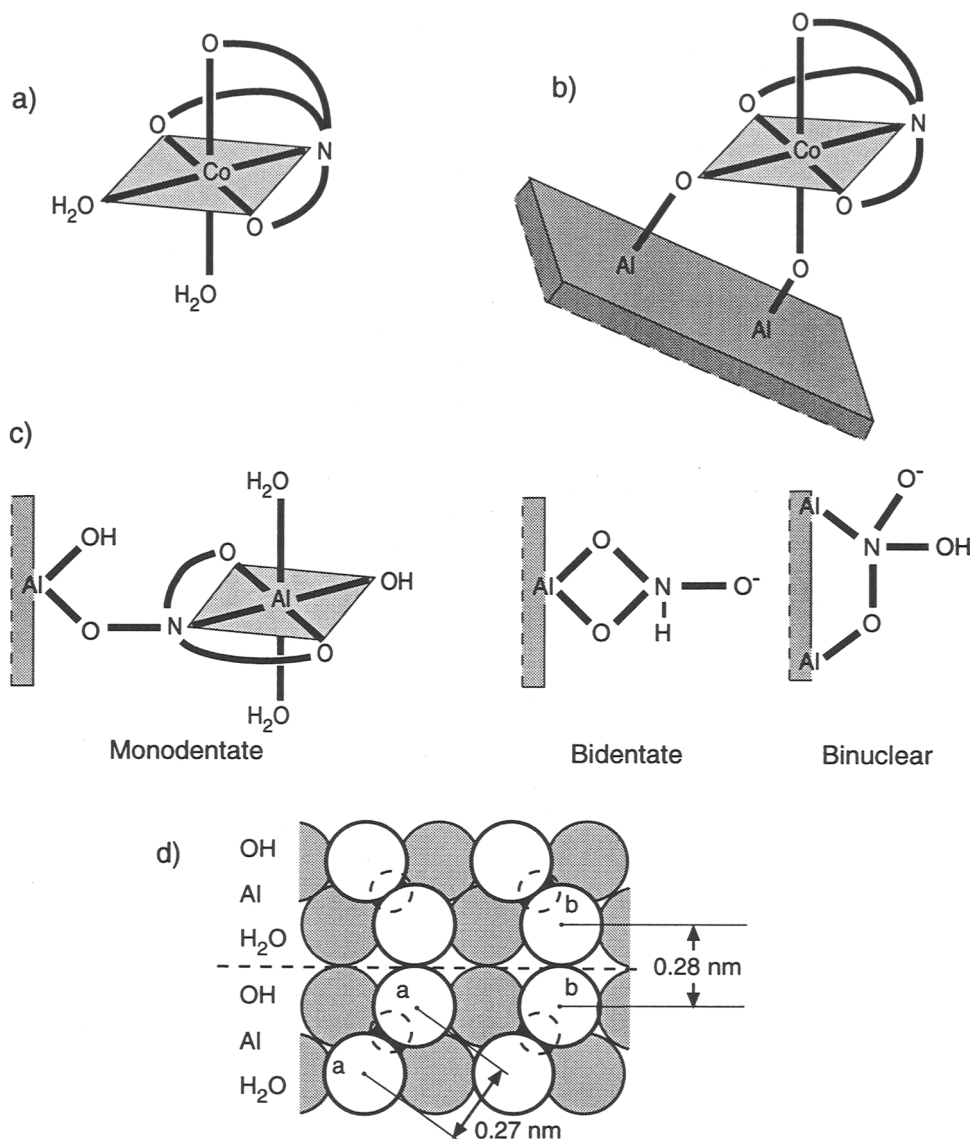 a)
O
O
N
Co
H2O
O
H2O
b)
O
O
N
Co
O
O
O
Al
Al
c)
OH
Al
O
N
O
H2O
Al
OH
O
H2O
Monodentate
Al
O
O
N
H
O-
Bidentate
Al
O-
N
OH
O
Al
Binuclear
d)
OH
Al
H2O
OH
Al
H2O
b
a
b
a
0.28 nm
0.27 nm